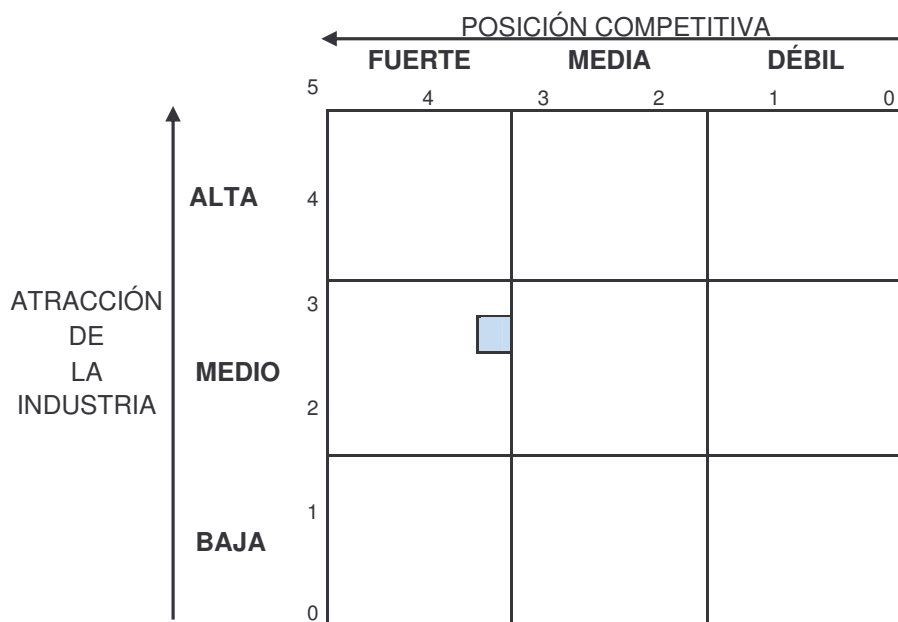 POSICIÓN COMPETITIVA
FUERTE MEDIA DÉBIL
5 4 3 2 1 0
ALTA 4
ATRACCIÓN 3
DE
LA MEDIO
INDUSTRIA 2
1
BAJA
0